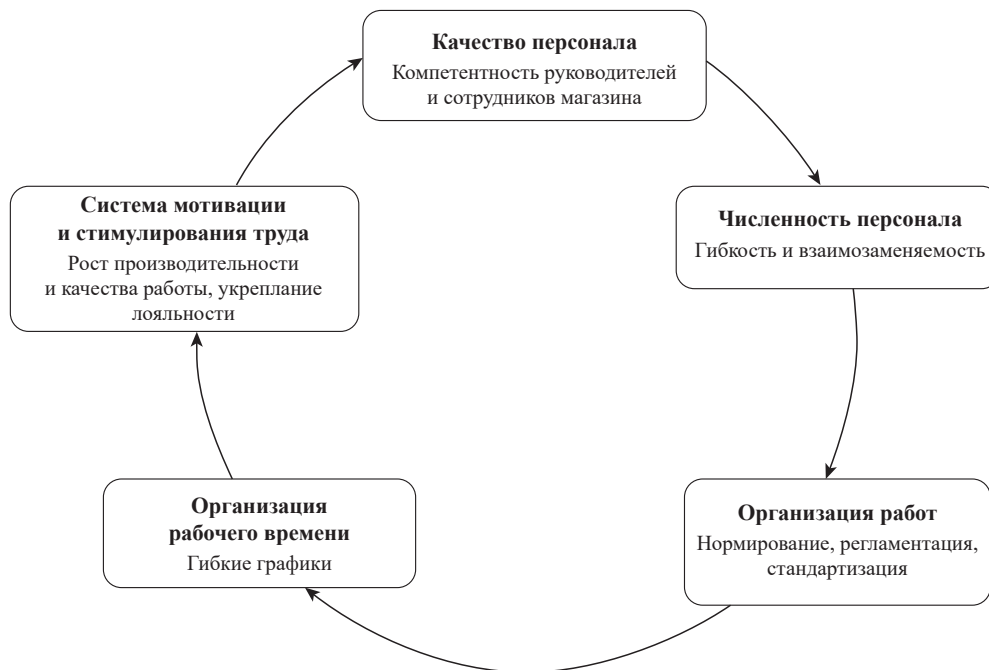 Качество персонала
Компетентность руководителей
и сотрудников магазина
Численность персонала
Гибкость и взаимозаменяемость
Организация работ
Нормирование, регламентация,
стандартизация
Организация
рабочего времени
Гибкие графики
Система мотивации
и стимулирования труда
Рост производительности
и качества работы, укреплание
лояльности